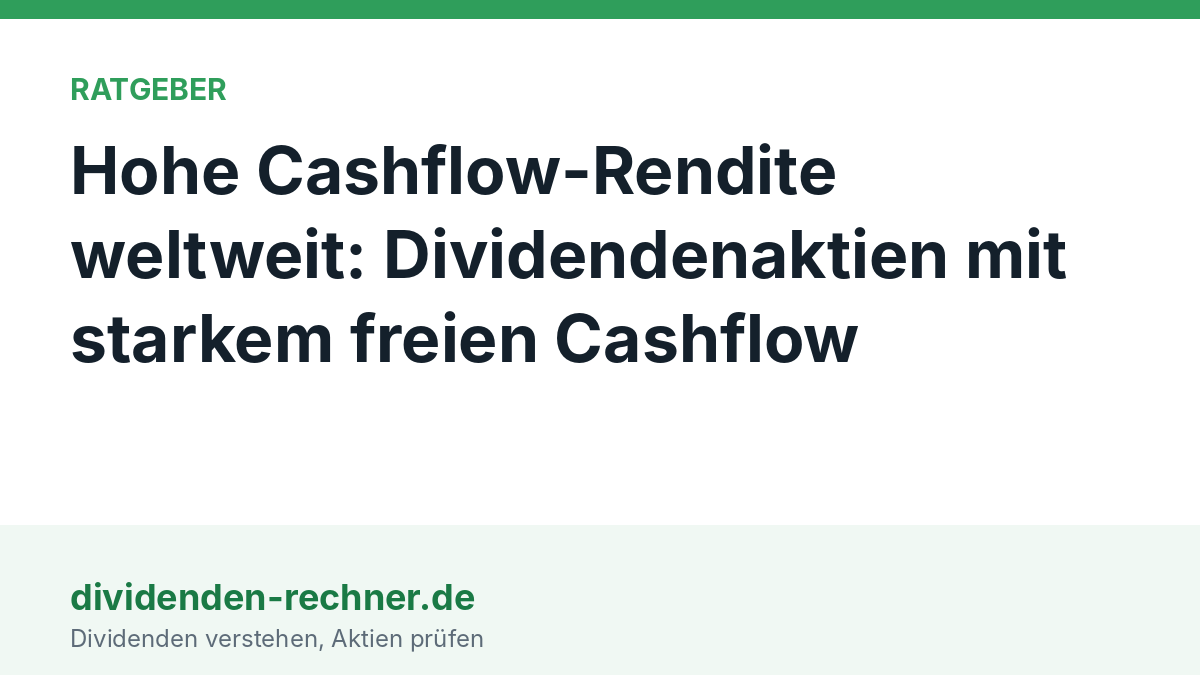 RATGEBER
Hohe Cashflow-Rendite
weltweit: Dividendenaktien mit
starkem freien Cashflow
dividenden-rechner.de
Dividenden verstehen, Aktien prüfen